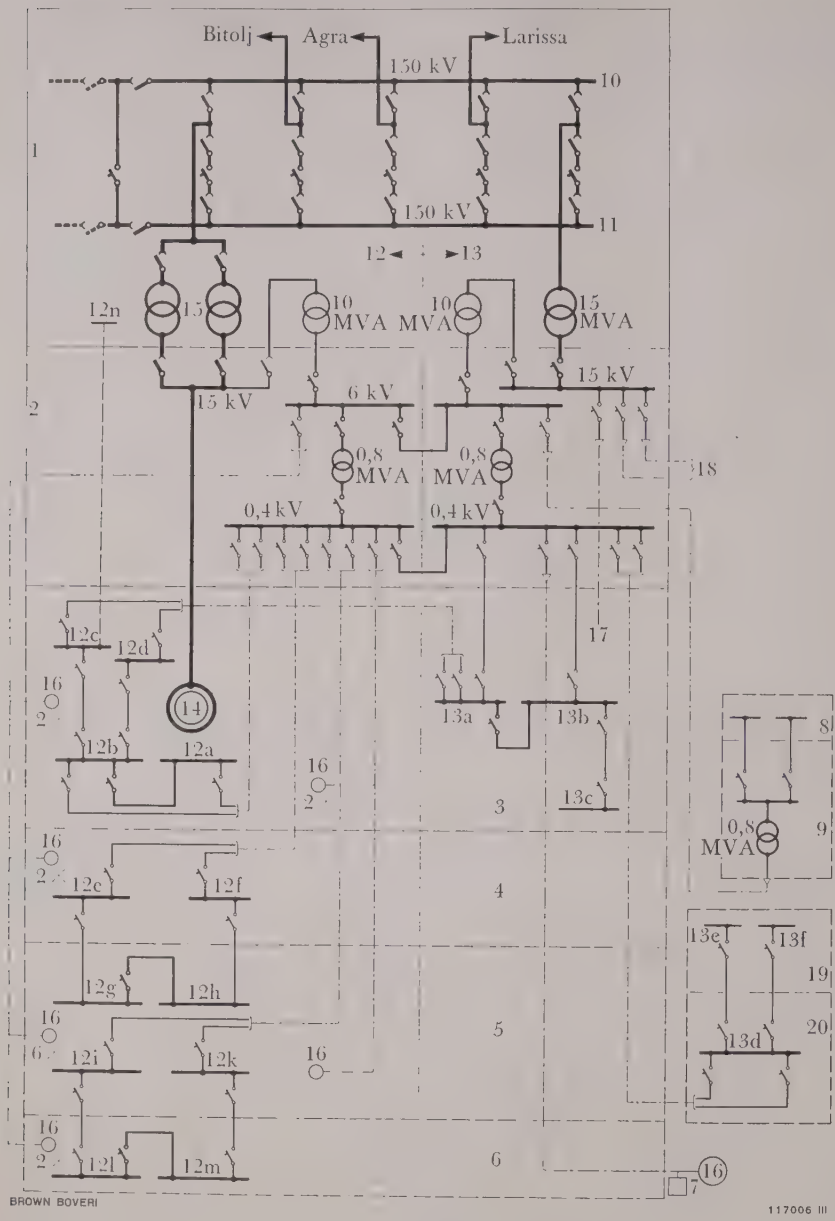 Bitolj Agra Larissa
150 kV 10
1
150 kV 11
12 13
12n 15 10 MVA 10 MVA 15 MVA
15 kV 6 kV 15 kV
2
0,8 MVA 0,8 MVA 18
0,4 kV 0,4 kV
17
12c 12d
16 14 13a 13b
2
12b 12a 16 8
2 3 13c
0,8 MVA 9
16
2 12e 12f 4
13e 13f 19
12g 12h
16 5 20
6 12i 12k 16 13d
16
2 12l 12m 6 16
7
BROWN BOVERI
117006 III